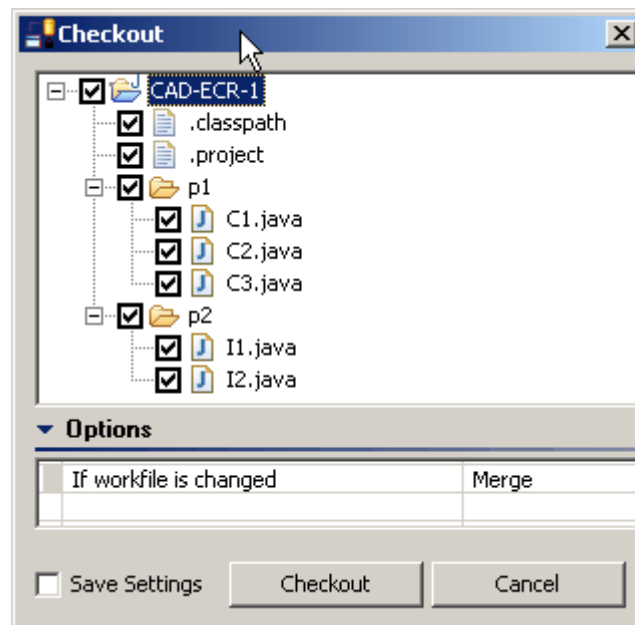 Checkout
CAD-ECR-1
.classpath
.project
p1
C1.java
C2.java
C3.java
p2
I1.java
I2.java
Options
If workfile is changed Merge
Save Settings Checkout Cancel